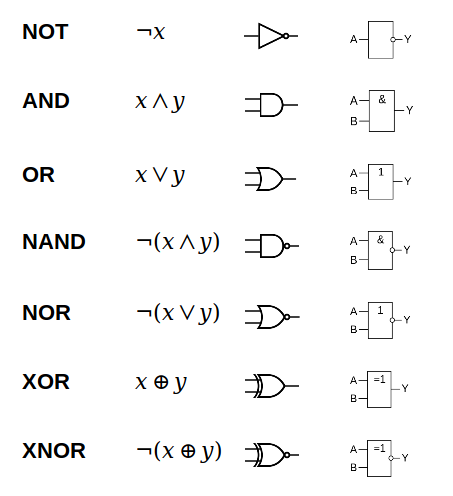 NOT ¬x A Y
AND x ∧ y A & B Y
OR x ∨ y A 1 B Y
NAND ¬(x ∧ y) A & B Y
NOR ¬(x ∨ y) A 1 B Y
XOR x ⊕ y A =1 B Y
XNOR ¬(x ⊕ y) A =1 B Y